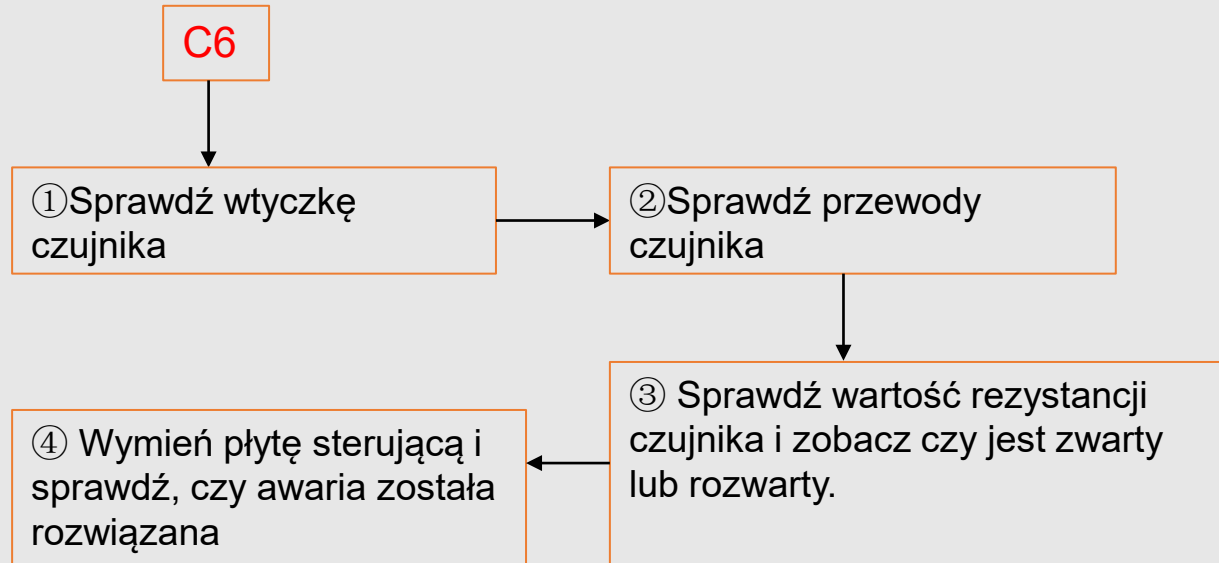 C6
①Sprawdź wtyczkę
czujnika
②Sprawdź przewody
czujnika
③ Sprawdź wartość rezystancji
czujnika i zobacz czy jest zwarty
lub rozwarty.
④ Wymień płytę sterującą i
sprawdź, czy awaria została
rozwiązana